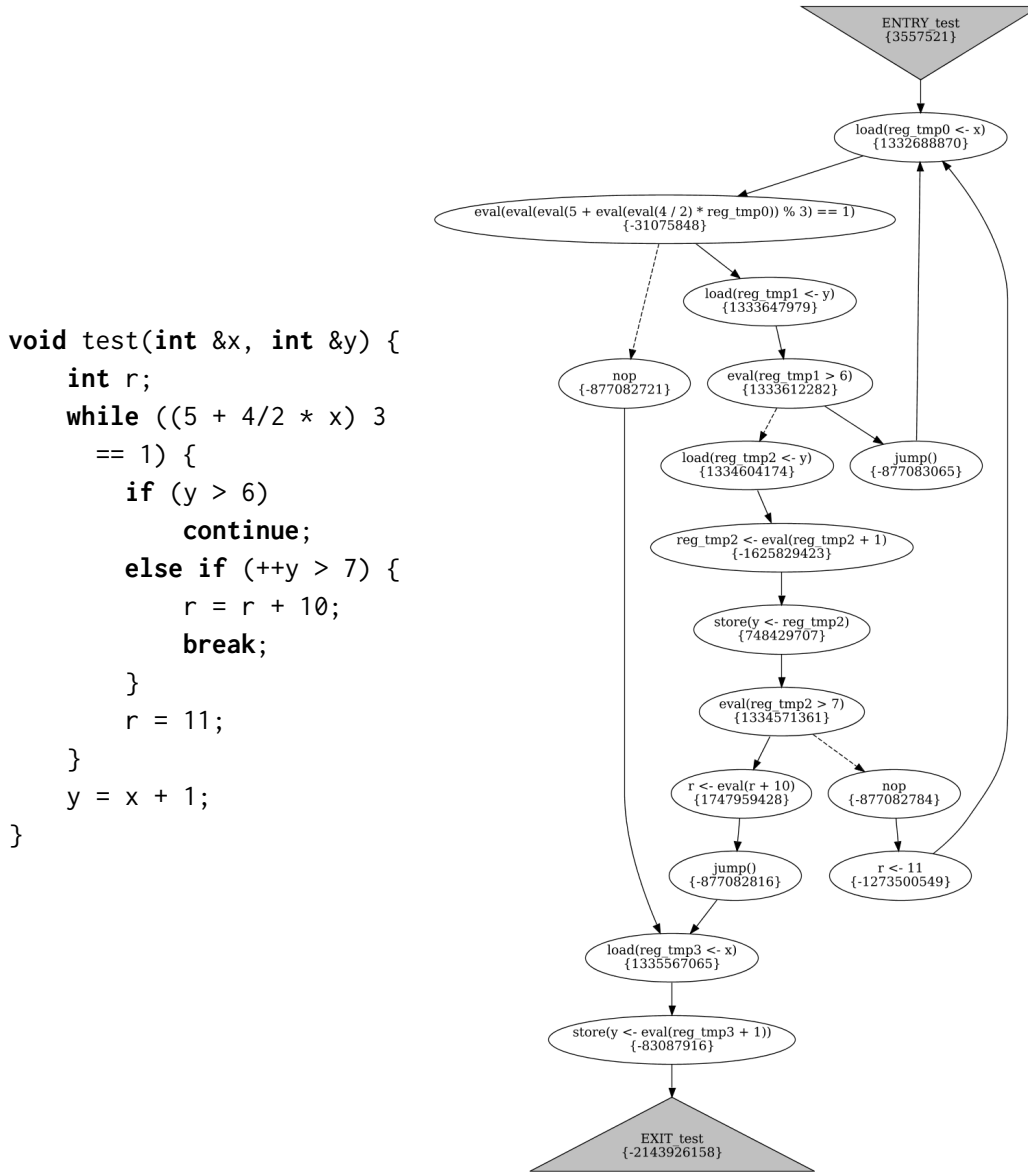 void test(int &x, int &y) {
    int r;
    while ((5 + 4/2 * x) 3
      == 1) {
        if (y > 6)
            continue;
        else if (++y > 7) {
            r = r + 10;
            break;
        }
        r = 11;
    }
    y = x + 1;
}
ENTRY_test
{3557521}
load(reg_tmp0 <- x)
{1332688870}
eval(eval(eval(5 + eval(eval(4 / 2) * reg_tmp0)) % 3) == 1)
{-31075848}
load(reg_tmp1 <- y)
{1333647979}
nop
{-877082721}
eval(reg_tmp1 > 6)
{1333612282}
load(reg_tmp2 <- y)
{1334604174}
jump()
{-877083065}
reg_tmp2 <- eval(reg_tmp2 + 1)
{-1625829423}
store(y <- reg_tmp2)
{748429707}
eval(reg_tmp2 > 7)
{1334571361}
r <- eval(r + 10)
{1747959428}
nop
{-877082784}
jump()
{-877082816}
r <- 11
{-1273500549}
load(reg_tmp3 <- x)
{1335567065}
store(y <- eval(reg_tmp3 + 1))
{-83087916}
EXIT_test
{-2143926158}